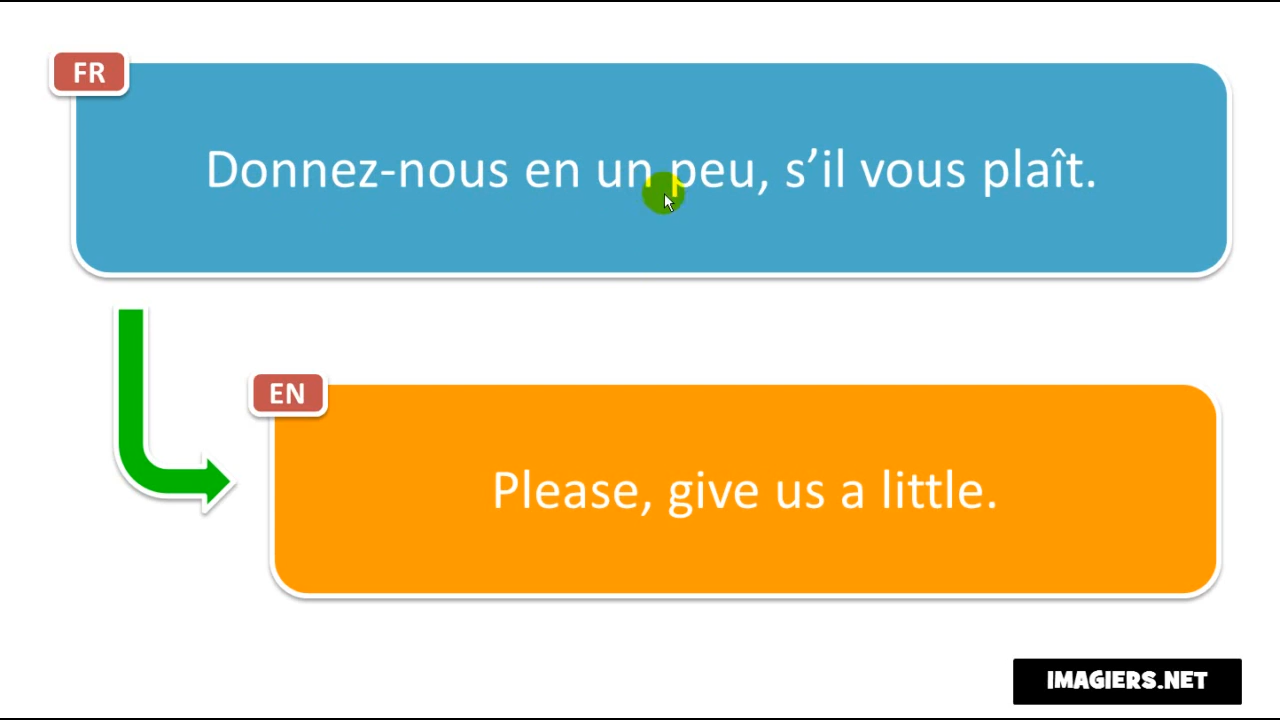 FR
Donnez-nous en un peu, s’il vous plaît.
EN
Please, give us a little.
IMAGIERS.NET